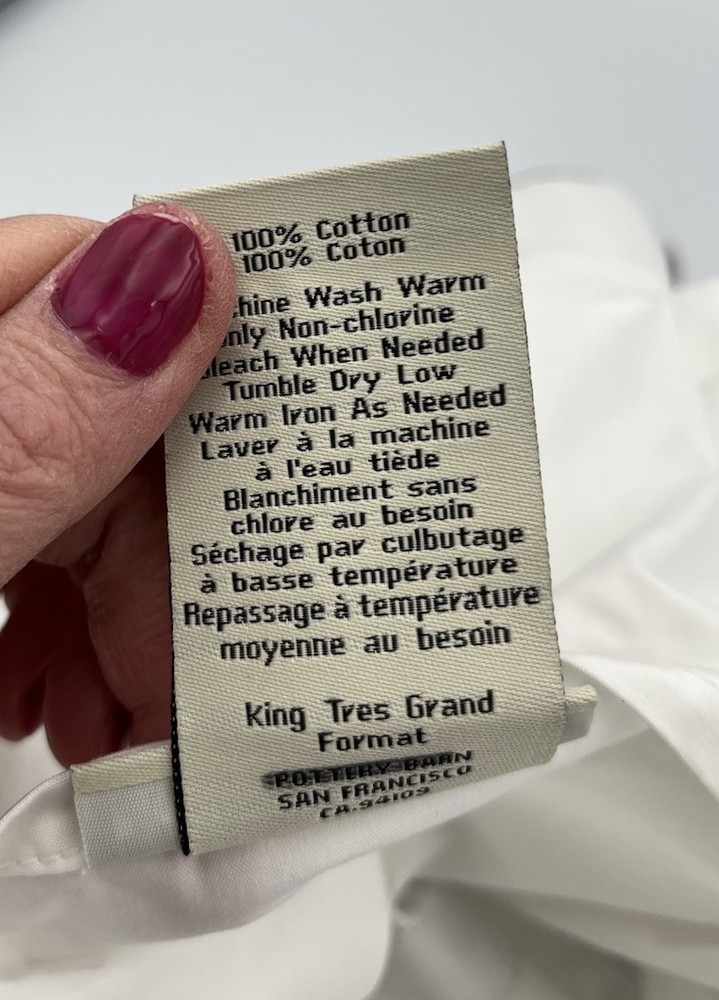 100% Cotton
100% Coton
chine Wash Warm
nly Non-chlorine
leach When Needed
Tumble Dry Low
Warm Iron As Needed
Laver à la machine
à l'eau tiède
Blanchiment sans
chlore au besoin
Séchage par culbutage
à basse température
Repassage à température
moyenne au besoin
King Tres Grand
Format
POTTERY BARN
SAN FRANCISCO
CA.94109